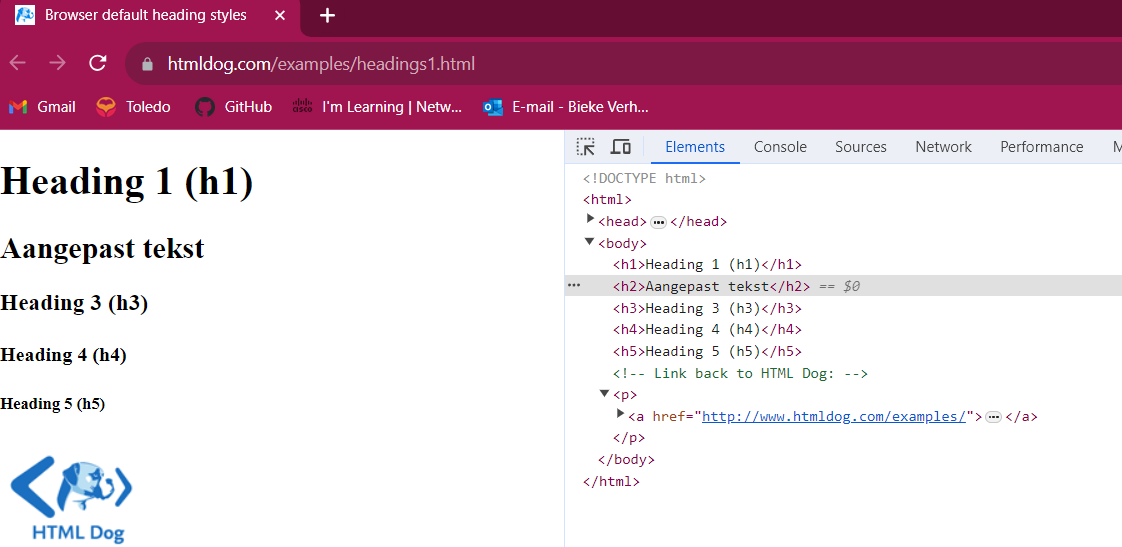 Browser default heading styles
htmldog.com/examples/headings1.html
Gmail Toledo GitHub I'm Learning | Netw... E-mail - Bieke Verh...
Elements Console Sources Network Performance M
Heading 1 (h1)
Aangepast tekst
Heading 3 (h3)
Heading 4 (h4)
Heading 5 (h5)
HTML Dog
<!DOCTYPE html>
<html>
<head> ••• </head>
<body>
<h1>Heading 1 (h1)</h1>
••• <h2>Aangepast tekst</h2> == $0
<h3>Heading 3 (h3)</h3>
<h4>Heading 4 (h4)</h4>
<h5>Heading 5 (h5)</h5>
<!-- Link back to HTML Dog: -->
<p>
<a href="http://www.htmldog.com/examples/"> ••• </a>
</p>
</body>
</html>